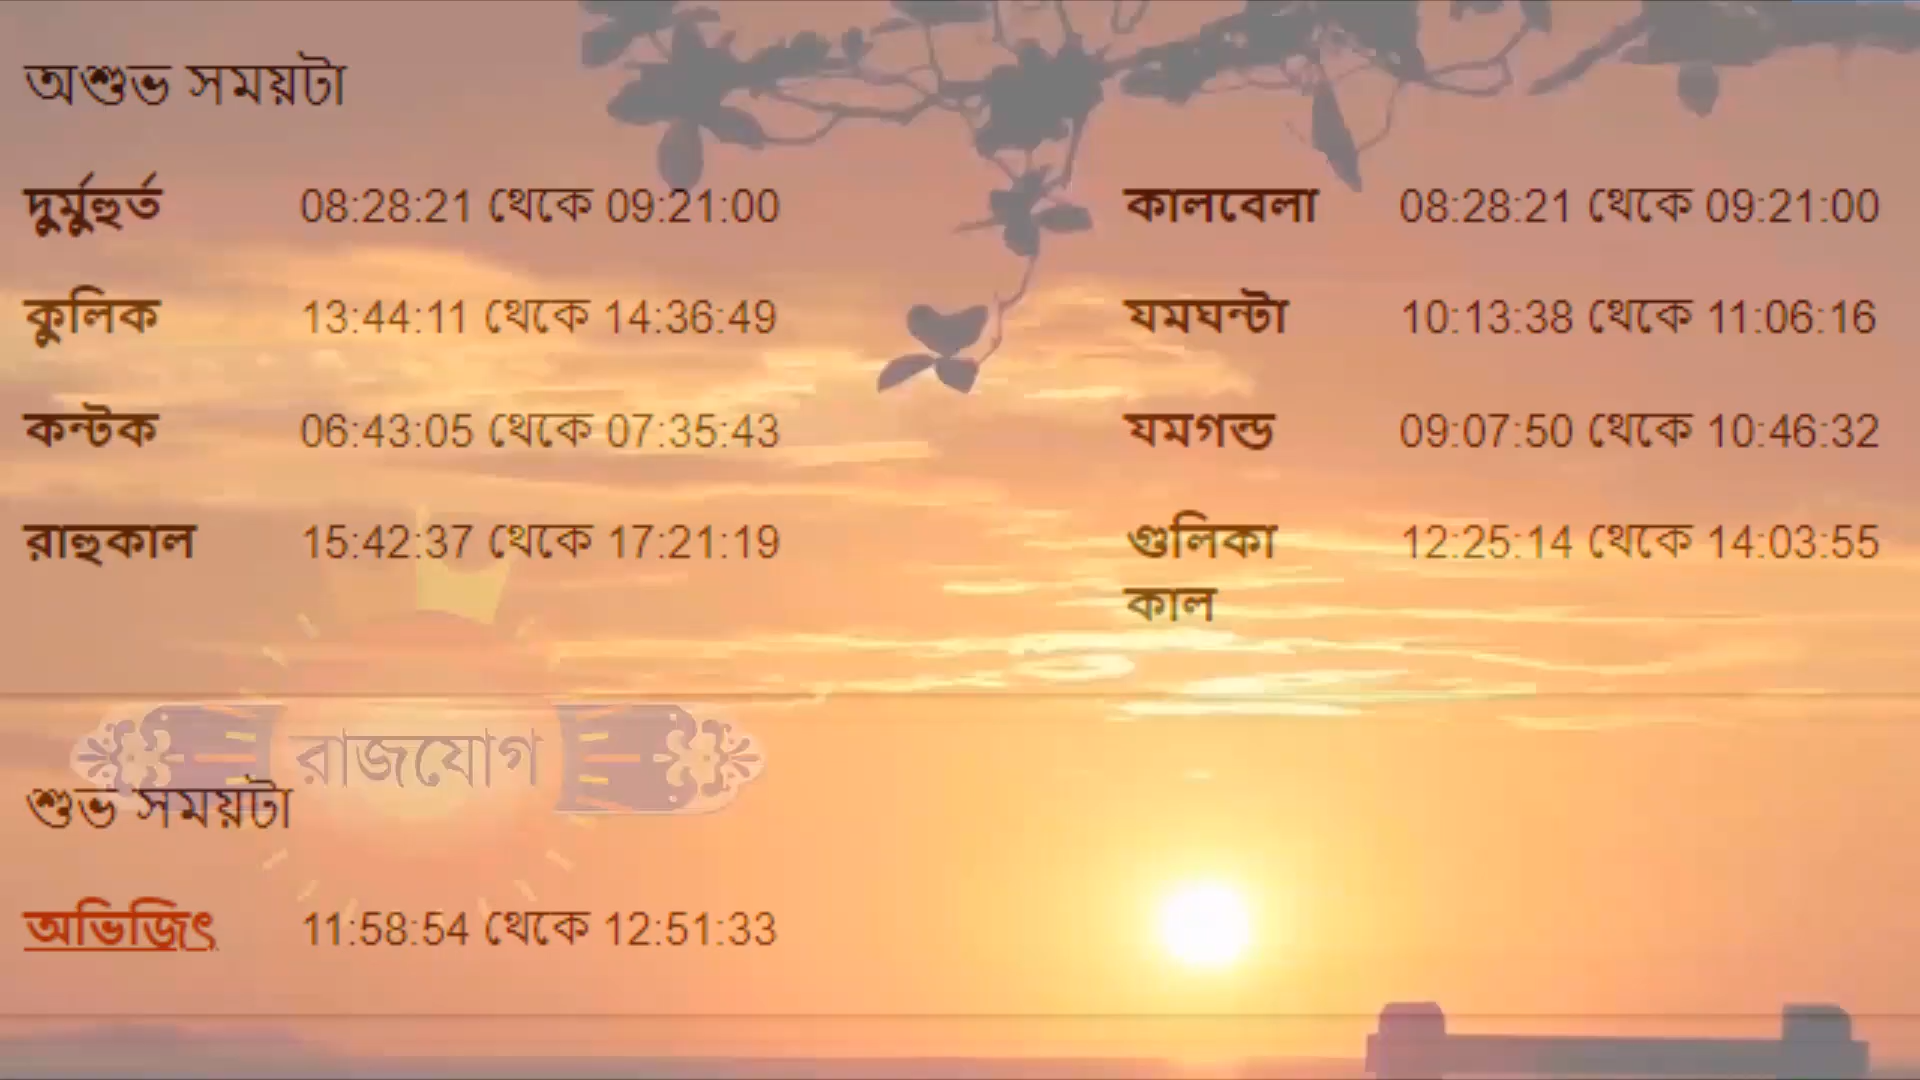 অশুভ সময়টা
দুর্মুহুর্ত 08:28:21 থেকে 09:21:00 কালবেলা 08:28:21 থেকে 09:21:00
কুলিক 13:44:11 থেকে 14:36:49 যমঘন্টা 10:13:38 থেকে 11:06:16
কন্টক 06:43:05 থেকে 07:35:43 যমগন্ড 09:07:50 থেকে 10:46:32
রাহুকাল 15:42:37 থেকে 17:21:19 গুলিকা 12:25:14 থেকে 14:03:55
কাল
রাজযোগ
শুভ সময়টা
অভিজিৎ 11:58:54 থেকে 12:51:33